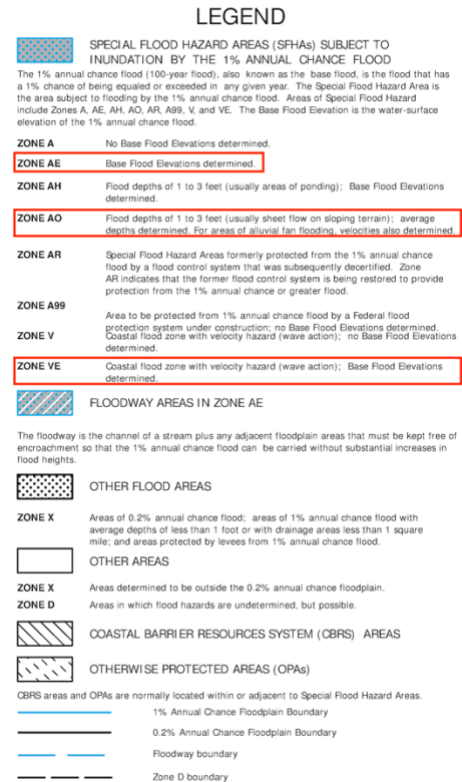 LEGEND
SPECIAL FLOOD HAZARD AREAS (SFHAs) SUBJECT TO
INUNDATION BY THE 1% ANNUAL CHANCE FLOOD
The 1% annual chance flood (100-year flood), also known as the base flood, is the flood that has
a 1% chance of being equaled or exceeded in any given year. The Special Flood Hazard Area is
the area subject to flooding by the 1% annual chance flood. Areas of Special Flood Hazard
include Zones A, AE, AH, AO, AR, A99, V, and VE. The Base Flood Elevation is the water-surface
elevation of the 1% annual chance flood.
ZONE A No Base Flood Elevations determined.
ZONE AE Base Flood Elevations determined.
ZONE AH Flood depths of 1 to 3 feet (usually areas of ponding); Base Flood Elevations
determined.
ZONE AO Flood depths of 1 to 3 feet (usually sheet flow on sloping terrain); average
depths determined. For areas of alluvial fan flooding, velocities also determined.
ZONE AR Special Flood Hazard Areas formerly protected from the 1% annual chance
flood by a flood control system that was subsequently decertified. Zone
AR indicates that the former flood control system is being restored to provide
protection from the 1% annual chance or greater flood.
ZONE A99
Area to be protected from 1% annual chance flood by a Federal flood
protection system under construction; no Base Flood Elevations determined.
ZONE V Coastal flood zone with velocity hazard (wave action); no Base Flood Elevations
determined.
ZONE VE Coastal flood zone with velocity hazard (wave action); Base Flood Elevations
determined.
FLOODWAY AREAS IN ZONE AE
The floodway is the channel of a stream plus any adjacent floodplain areas that must be kept free of
encroachment so that the 1% annual chance flood can be carried without substantial increases in
flood heights.
OTHER FLOOD AREAS
ZONE X Areas of 0.2% annual chance flood; areas of 1% annual chance flood with
average depths of less than 1 foot or with drainage areas less than 1 square
mile; and areas protected by levees from 1% annual chance flood.
OTHER AREAS
ZONE X Areas determined to be outside the 0.2% annual chance floodplain.
ZONE D Areas in which flood hazards are undetermined, but possible.
COASTAL BARRIER RESOURCES SYSTEM (CBRS) AREAS
OTHERWISE PROTECTED AREAS (OPAs)
CBRS areas and OPAs are normally located within or adjacent to Special Flood Hazard Areas.
1% Annual Chance Floodplain Boundary
0.2% Annual Chance Floodplain Boundary
Floodway boundary
Zone D boundary